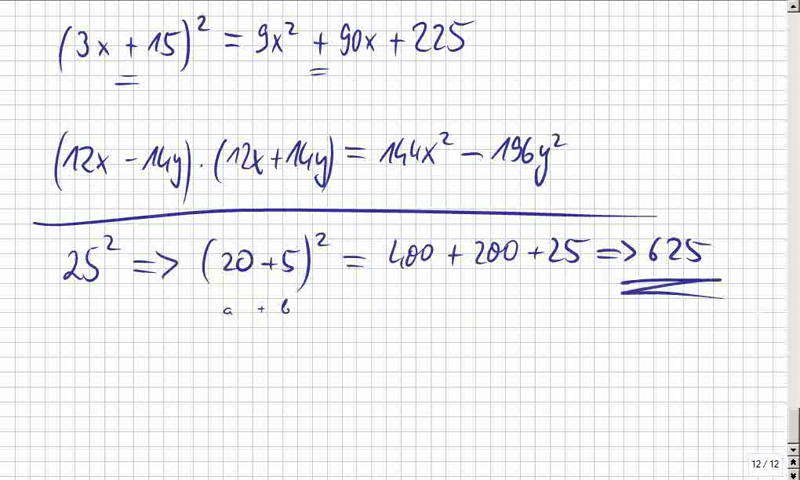 (3x + 15)² = 9x² + 90x + 225
(12x - 14y) · (12x + 14y) = 144x² - 196y²
25² => (20 + 5)² = 400 + 200 + 25 => 625
a + b
12 / 12